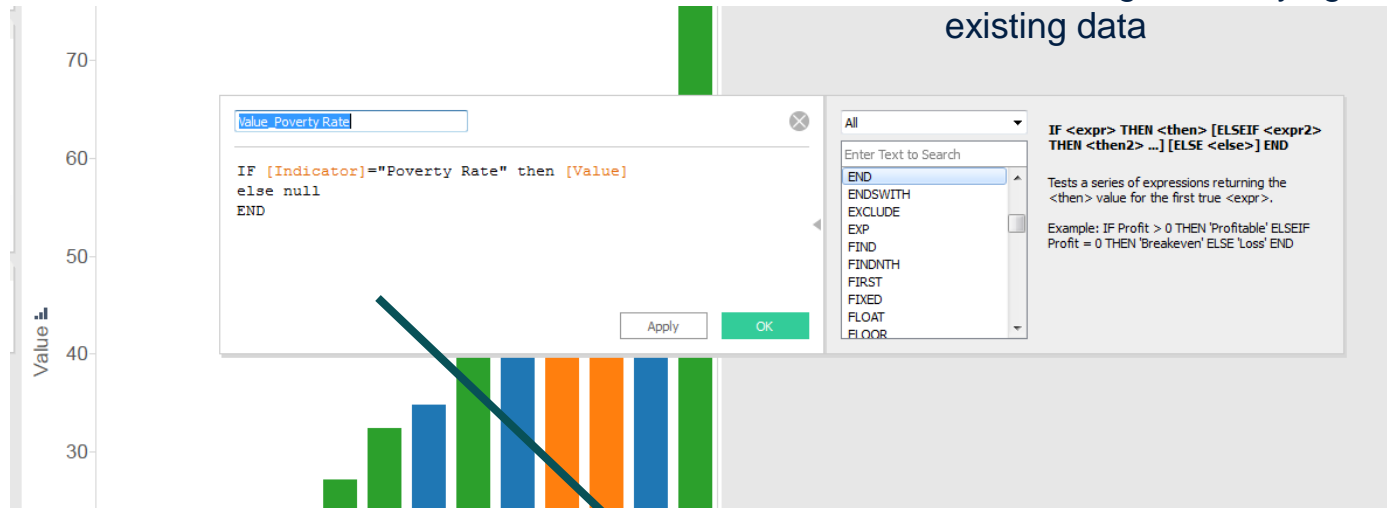 existing data
70
60
50
40
30
Value
Value_Poverty Rate
IF [Indicator]="Poverty Rate" then [Value]
else null
END
Apply
OK
All
Enter Text to Search
END
ENDSWITH
EXCLUDE
EXP
FIND
FINDNTH
FIRST
FIXED
FLOAT
FLOOR
IF <expr> THEN <then> [ELSEIF <expr2>
THEN <then2> ...] [ELSE <else>] END
Tests a series of expressions returning the
<then> value for the first true <expr>.
Example: IF Profit > 0 THEN 'Profitable' ELSEIF
Profit = 0 THEN 'Breakeven' ELSE 'Loss' END